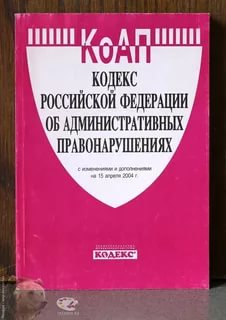 КоАП
КОДЕКС
РОССИЙСКОЙ ФЕДЕРАЦИИ
ОБ АДМИНИСТРАТИВНЫХ
ПРАВОНАРУШЕНИЯХ
с изменениями и дополнениями
на 15 апреля 2004 г.
КОДЕКС